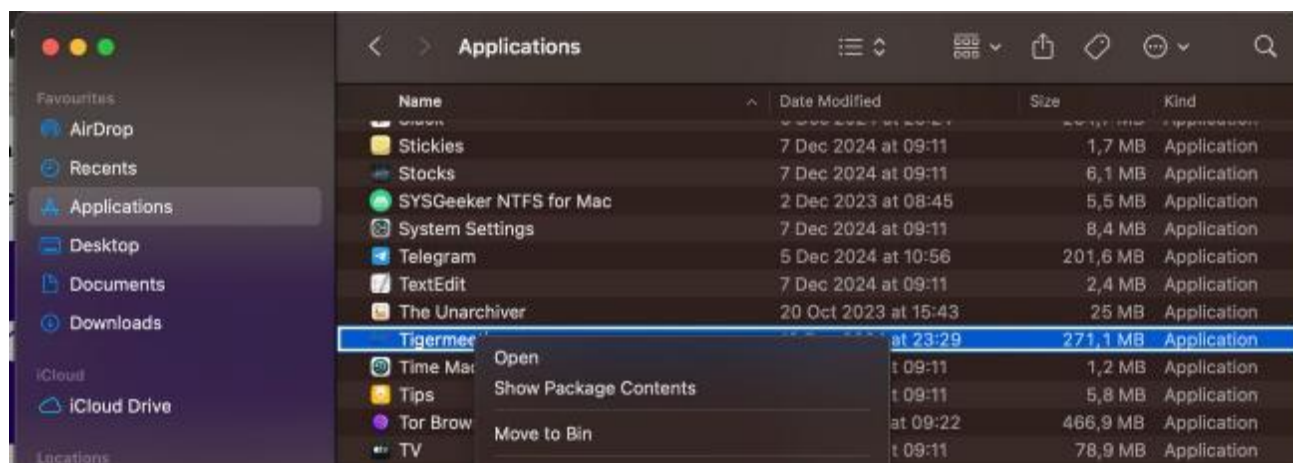 Applications
Favourites
AirDrop
Recents
Applications
Desktop
Documents
Downloads
iCloud
iCloud Drive
Locations
Name Date Modified Size Kind
Stickies 7 Dec 2024 at 09:11 1,7 MB Application
Stocks 7 Dec 2024 at 09:11 6,1 MB Application
SYSGeeker NTFS for Mac 2 Dec 2023 at 08:45 5,5 MB Application
System Settings 7 Dec 2024 at 09:11 8,4 MB Application
Telegram 5 Dec 2024 at 10:56 201,6 MB Application
TextEdit 7 Dec 2024 at 09:11 2,4 MB Application
The Unarchiver 20 Oct 2023 at 15:43 25 MB Application
at 23:29 271,1 MB Application
Time 09:11 1,2 MB Application
Tips 09:11 5,8 MB Application
Tor at 09:22 466,9 MB Application
TV 09:11 78,9 MB Application
Open
Show Package Contents
Move to Bin